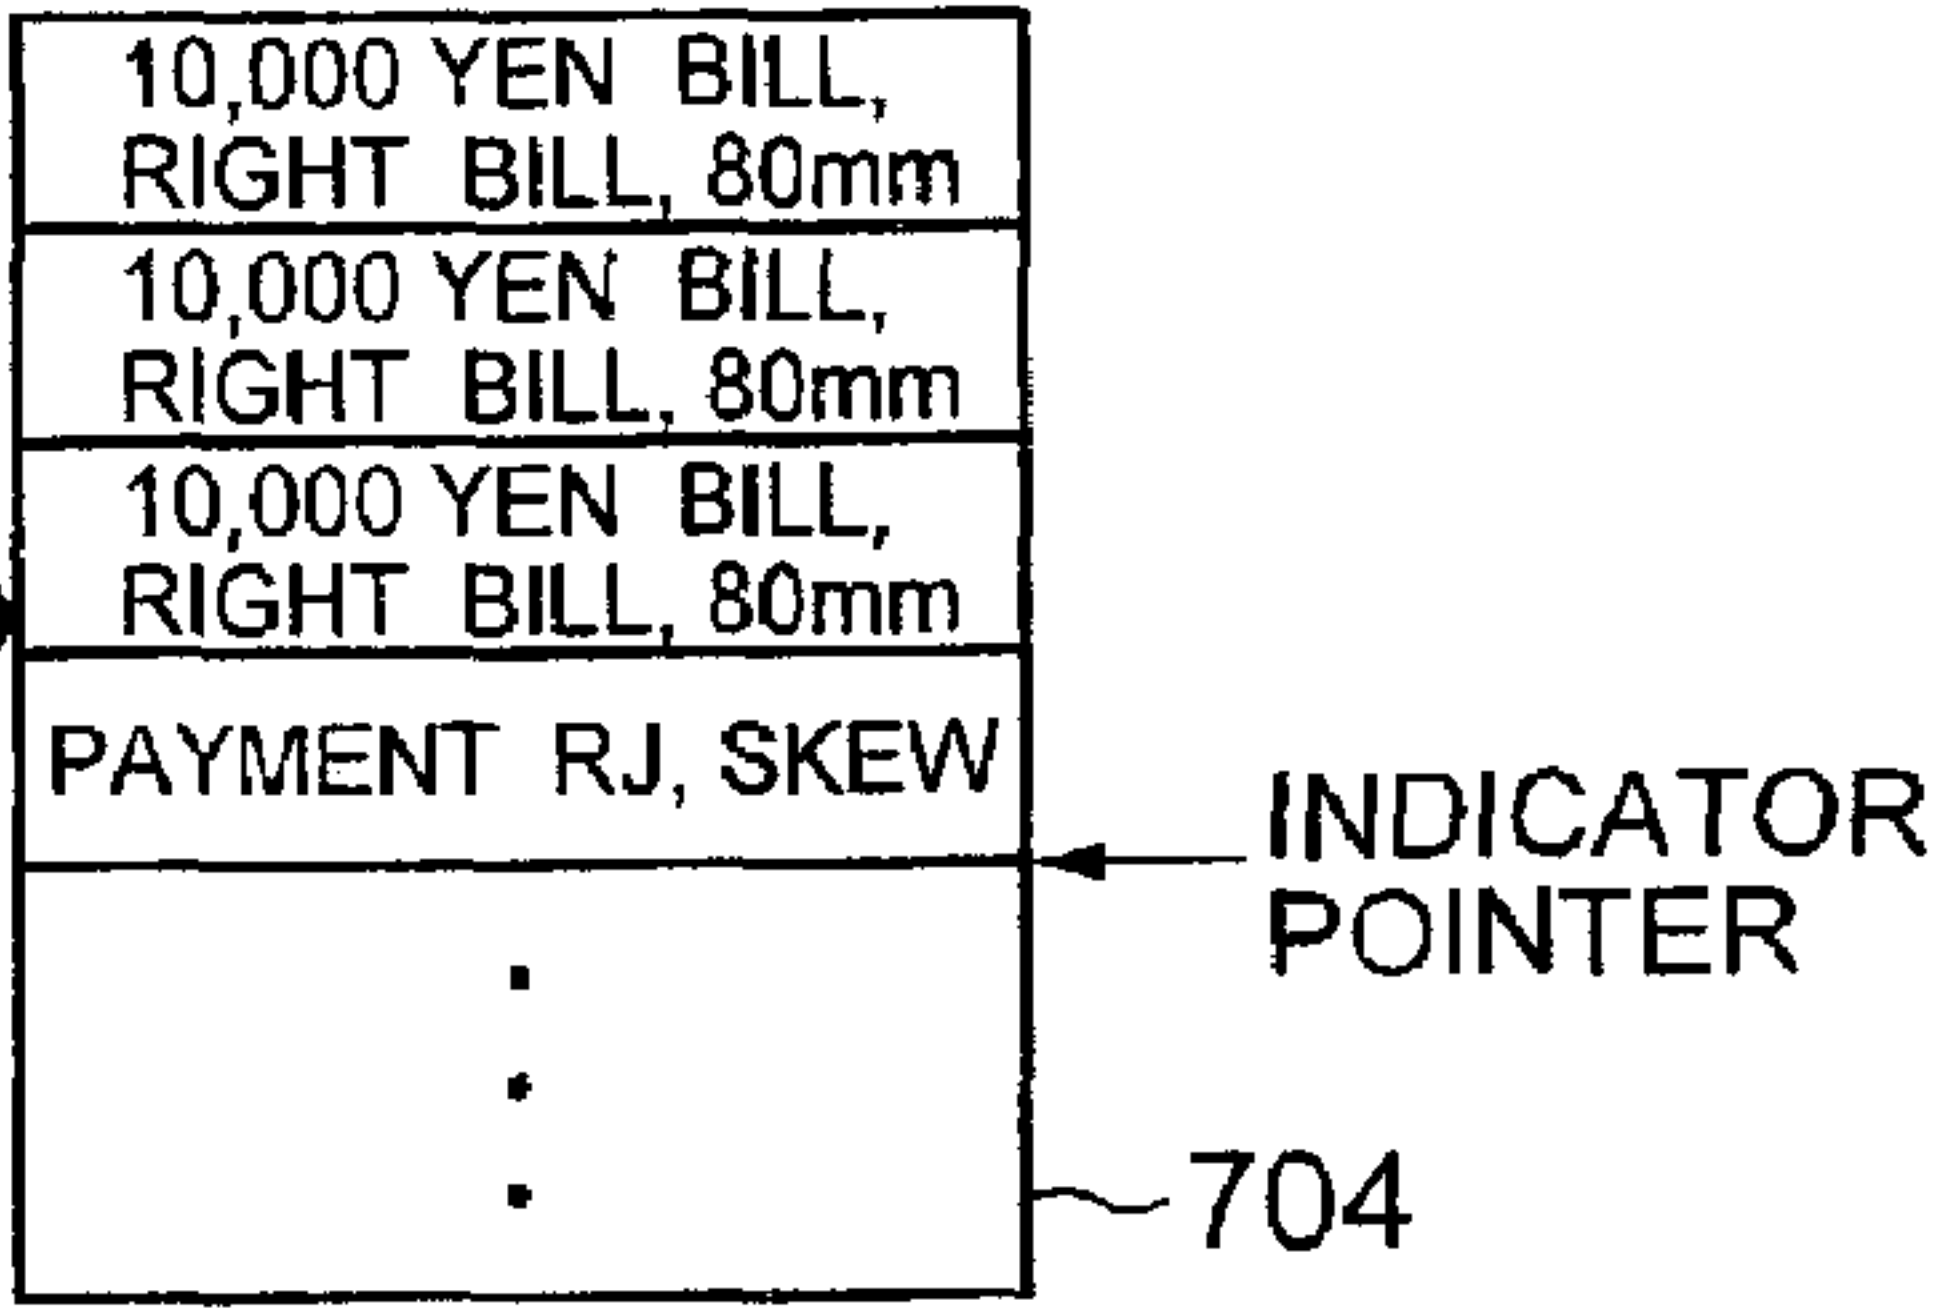 10,000 YEN BILL,
RIGHT BILL, 80mm
10,000 YEN BILL,
RIGHT BILL, 80mm
10,000 YEN BILL,
RIGHT BILL, 80mm
PAYMENT RJ, SKEW
INDICATOR
POINTER
704